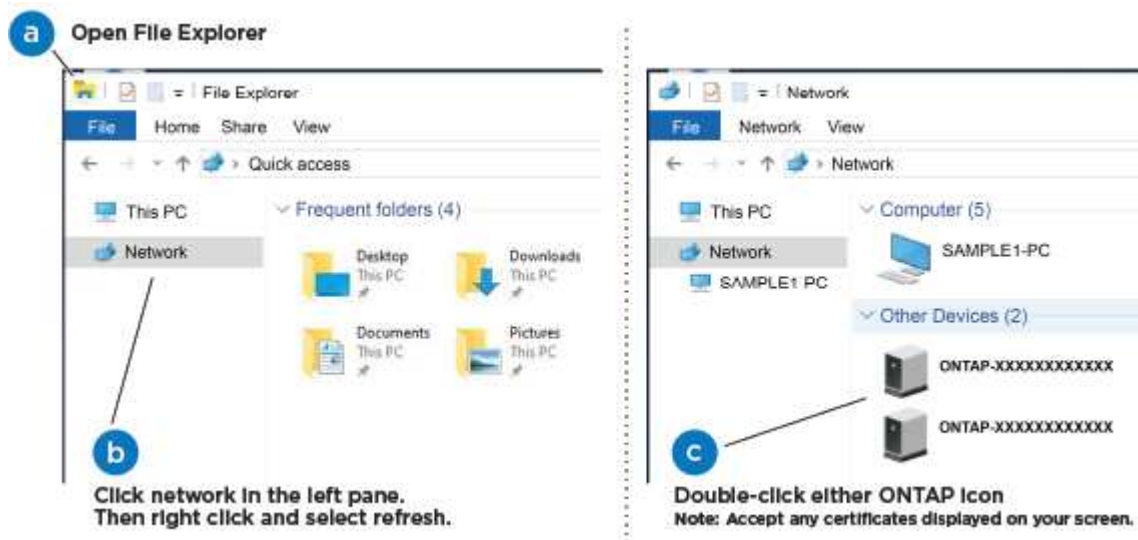 a Open File Explorer
File Explorer
File Home Share View
Quick access
This PC
Network
Frequent folders (4)
Desktop
This PC
Downloads
This PC
Documents
This PC
Pictures
This PC
b
Click network in the left pane.
Then right click and select refresh.
Network
File Network View
Network
This PC
Network
SAMPLE1 PC
Computer (5)
SAMPLE1-PC
Other Devices (2)
ONTAP-XXXXXXXXXXXX
ONTAP-XXXXXXXXXXXX
c
Double-click either ONTAP icon
Note: Accept any certificates displayed on your screen.